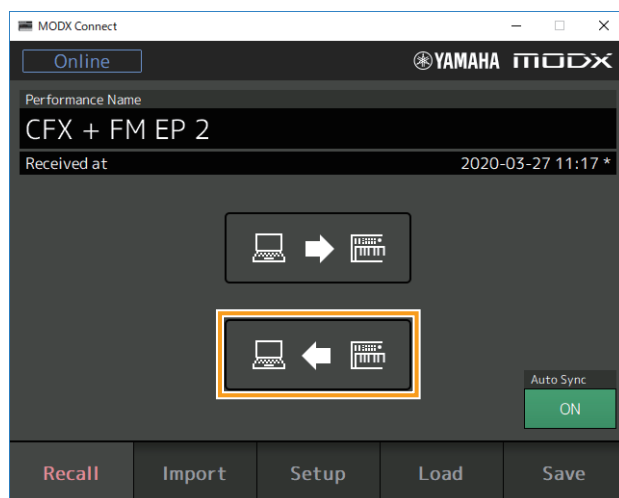 MODX Connect
Online
YAMAHA MODX
Performance Name
CFX + FM EP 2
Received at 2020-03-27 11:17 *
Auto Sync
ON
Recall Import Setup Load Save